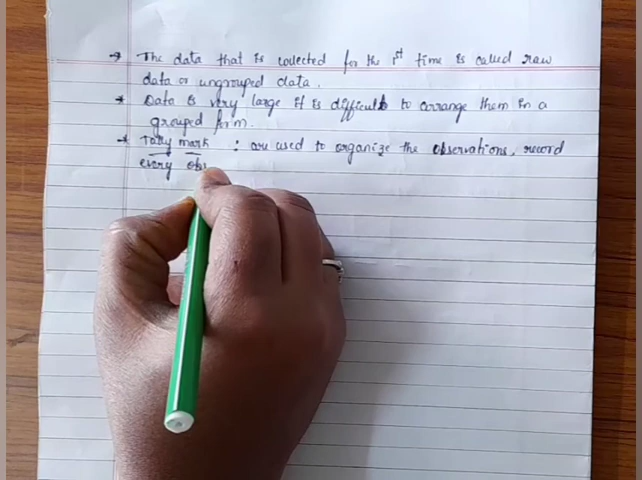 → The data that is collected for the 1st time is called raw
data or ungrouped data.
* Data is very large it is difficult to arrange them in a
grouped form.
→ Tally mark : are used to organize the observations, record
every obs